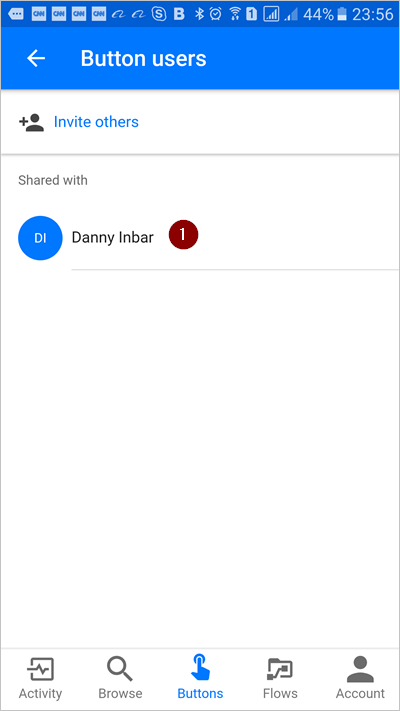 CNN CNN CNN CNN S B 1 44% 23:56
Button users
Invite others
Shared with
DI Danny Inbar 1
Activity Browse Buttons Flows Account